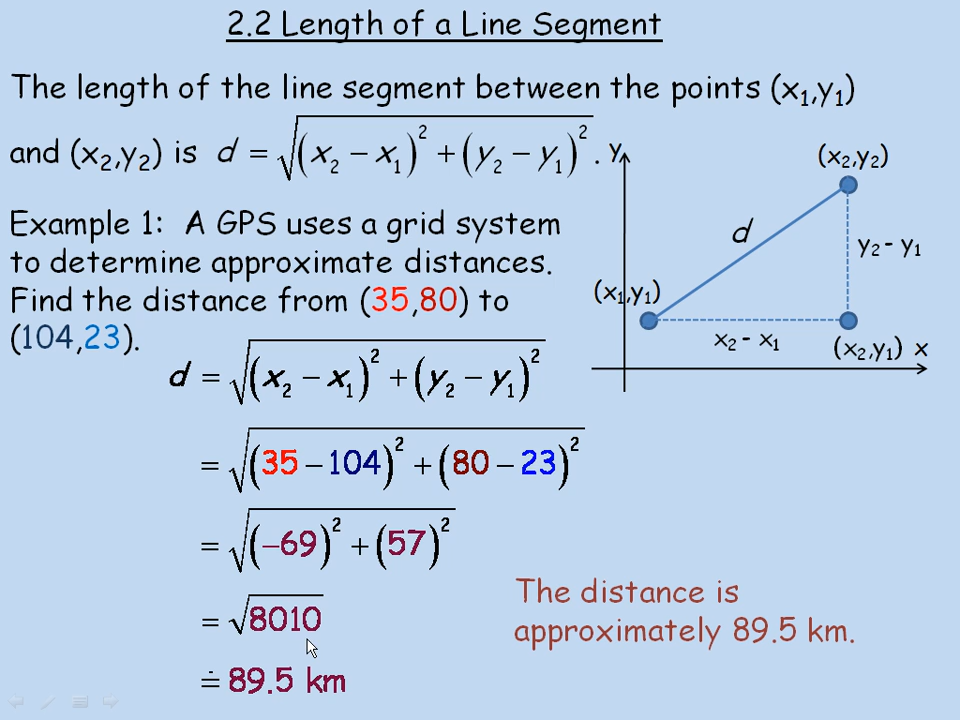 2.2 Length of a Line Segment
The length of the line segment between the points (x₁,y₁)
and (x₂,y₂) is d = √((x₂ − x₁)² + (y₂ − y₁)²).
Example 1: A GPS uses a grid system
to determine approximate distances.
Find the distance from (35,80) to
(104,23).
d = √((x₂ − x₁)² + (y₂ − y₁)²)
= √((35 − 104)² + (80 − 23)²)
= √((−69)² + (57)²)
= √8010
≐ 89.5 km
y
(x₂,y₂)
d
y₂ - y₁
(x₁,y₁)
x₂ - x₁
(x₂,y₁)
x
The distance is
approximately 89.5 km.